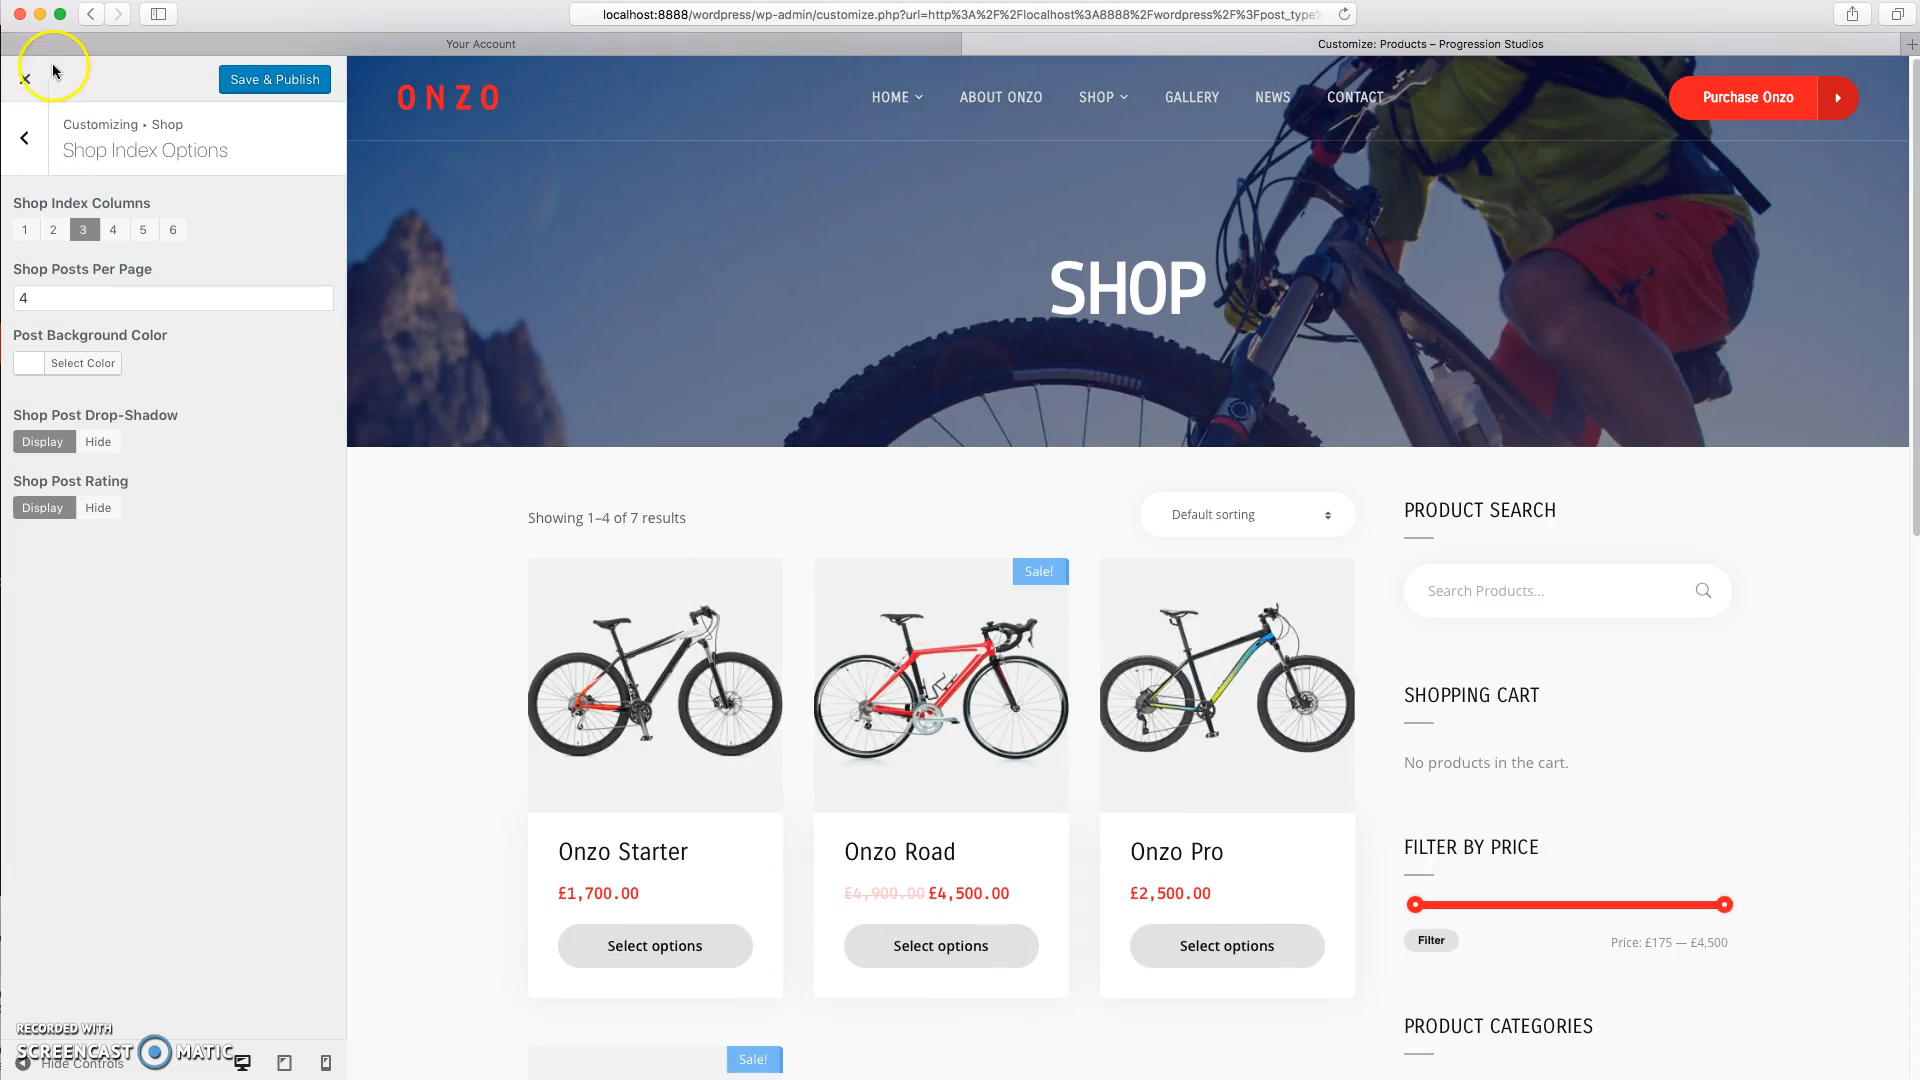 localhost:8888/wordpress/wp-admin/customize.php?url=http%3A%2F%2Flocalhost%3A8888%2Fwordpress%2F%3Fpost_type%
Your Account
Customize: Products – Progression Studios
Save & Publish
Customizing ▸ Shop
Shop Index Options
Shop Index Columns
1 2 3 4 5 6
Shop Posts Per Page
4
Post Background Color
Select Color
Shop Post Drop-Shadow
Display Hide
Shop Post Rating
Display Hide
RECORDED WITH
SCREENCAST MATIC
Hide Controls
ONZO
HOME ABOUT ONZO SHOP GALLERY NEWS CONTACT
Purchase Onzo
SHOP
Showing 1–4 of 7 results
Default sorting
Sale!
Onzo Starter
£1,700.00
Select options
Onzo Road
£4,900.00 £4,500.00
Select options
Onzo Pro
£2,500.00
Select options
Sale!
PRODUCT SEARCH
Search Products...
SHOPPING CART
No products in the cart.
FILTER BY PRICE
Filter
Price: £175 — £4,500
PRODUCT CATEGORIES